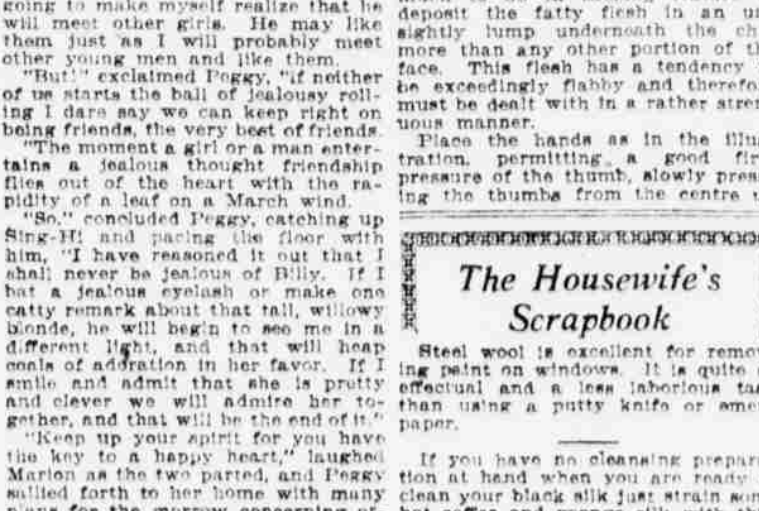 going to make myself realize that he
will meet other girls. He may like
them just as I will probably meet
other young men and like them.
"But!" exclaimed Peggy, "if neither
of us starts the ball of jealousy roll-
ing I dare say we can keep right on
being friends, the very best of friends.
"The moment a girl or a man enter-
tains a jealous thought friendship
flies out of the heart with the ra-
pidity of a leaf on a March wind.
"So," concluded Peggy, catching up
Sing-Hi and pacing the floor with
him, "I have reasoned it out that I
shall never be jealous of Billy. If I
bat a jealous eyelash or make one
catty remark about that tall, willowy
blonde, he will begin to see me in a
different light, and that will heap
coals of adoration in her favor. If I
smile and admit that she is pretty
and clever we will admire her to-
gether, and that will be the end of it."
"Keep up your spirit for you have
the key to a happy heart," laughed
Marion as the two parted, and Peggy
sallied forth to her home with many
plans for the morrow concerning
deposit the fatty flesh in an
sightly lump underneath the
more than any other portion of
face. This flesh has a tendency
be exceedingly flabby and
must be dealt with in a rather
uous manner.
Place the hands as in the
tration, permitting a good
pressure of the thumb, slowly
ing the thumbs from the centre
The Housewife's
Scrapbook
Steel wool is excellent for
ing paint on windows. It is quite
effectual and a less laborious
than using a putty knife or
paper.
If you have no cleansing
tion at hand when you are ready
clean your black silk just strain
hot coffee and sponge silk with